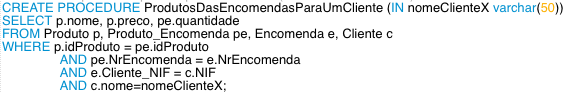 CREATE PROCEDURE ProdutosDasEncomendasParaUmCliente (IN nomeClienteX varchar(50))
SELECT p.nome, p.preco, pe.quantidade
FROM Produto p, Produto_Encomenda pe, Encomenda e, Cliente c
WHERE p.idProduto = pe.idProduto
AND pe.NrEncomenda = e.NrEncomenda
AND e.Cliente_NIF = c.NIF
AND c.nome=nomeClienteX;